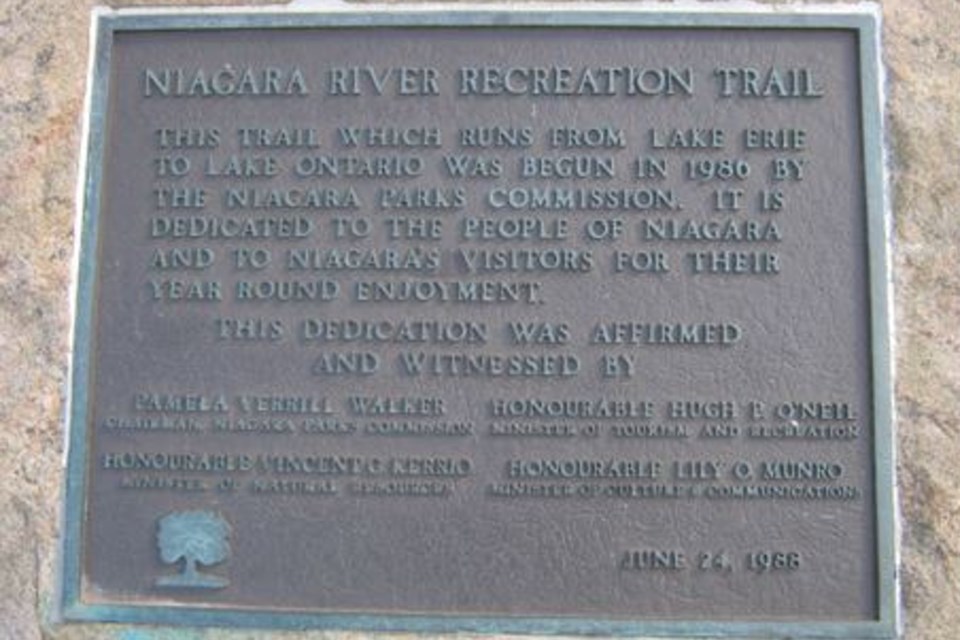 NIAGARA RIVER RECREATION TRAIL
THIS TRAIL WHICH RUNS FROM LAKE ERIE
TO LAKE ONTARIO WAS BEGUN IN 1986 BY
THE NIAGARA PARKS COMMISSION. IT IS
DEDICATED TO THE PEOPLE OF NIAGARA
AND TO NIAGARA'S VISITORS FOR THEIR
YEAR ROUND ENJOYMENT.
THIS DEDICATION WAS AFFIRMED
AND WITNESSED BY
PAMELA VERRILL WALKER
CHAIRMAN, NIAGARA PARKS COMMISSION
HONOURABLE HUGH P. O'NEIL
MINISTER OF TOURISM AND RECREATION
HONOURABLE VINCENT G. KERRIO
MINISTER OF NATURAL RESOURCES
HONOURABLE LILY O. MUNRO
MINISTER OF CULTURE & COMMUNICATIONS
JUNE 24, 1988